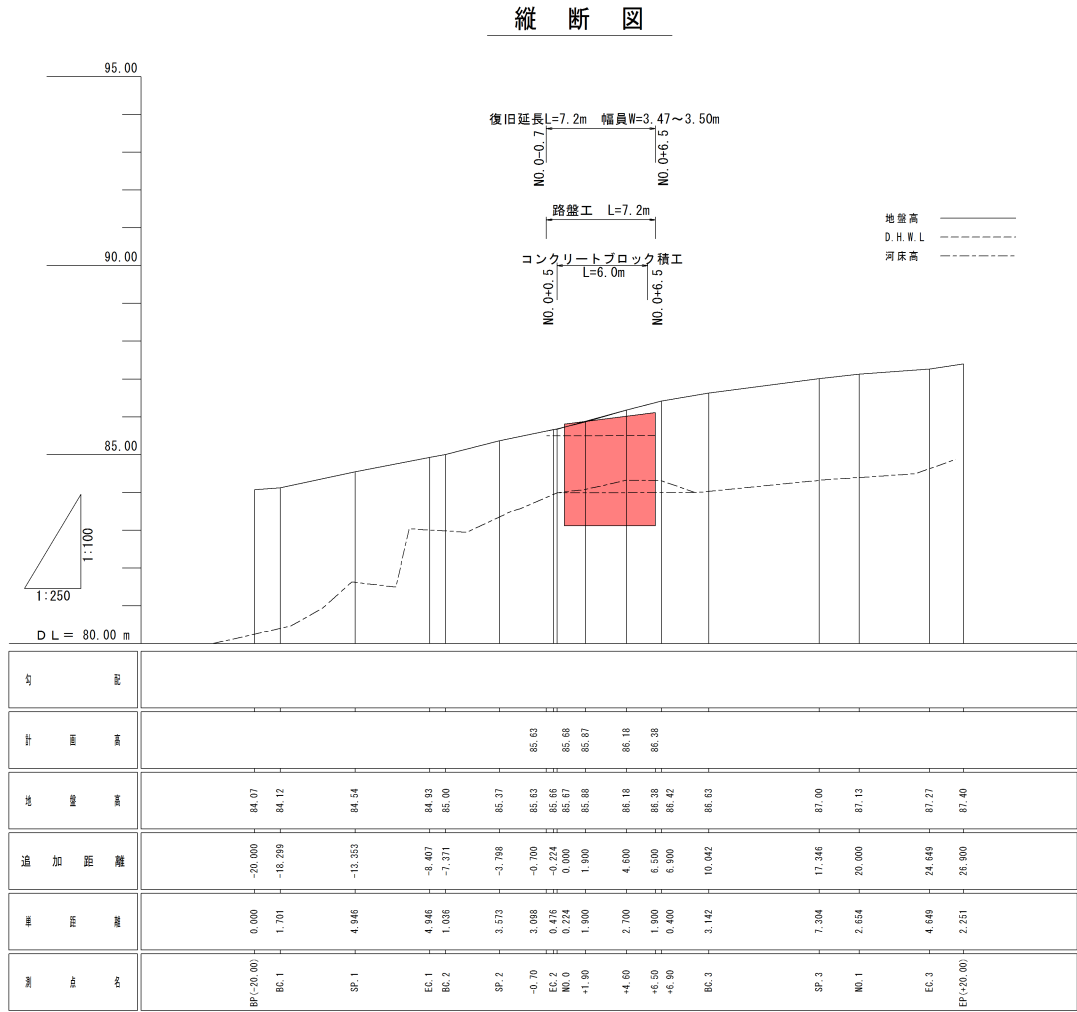 縦断図
95.00
復旧延長L=7.2m 幅員W=3.47～3.50m
NO.0-0.7
NO.0+6.5
路盤工 L=7.2m
地盤高
D.H.W.L
河床高
90.00
コンクリートブロック積工
L=6.0m
NO.0+0.5
NO.0+6.5
85.00
1:100
1:250
DL= 80.00 m
勾配
計画高 85.63 85.68 85.87 86.18 86.38
地盤高 84.07 84.12 84.54 84.93 85.00 85.37 85.63 85.66 85.67 85.88 86.18 86.38 86.42 86.63 87.00 87.13 87.27 87.40
追加距離 -20.000 -18.299 -13.353 -8.407 -7.371 -3.798 -0.700 -0.224 0.000 1.900 4.600 6.500 6.900 10.042 17.346 20.000 24.649 26.900
単距離 0.000 1.701 4.946 4.946 1.036 3.573 3.098 0.476 0.224 1.900 2.700 1.900 0.400 3.142 7.304 2.654 4.649 2.251
測点名 BP(-20.00) BC.1 SP.1 EC.1 BC.2 SP.2 -0.70 EC.2 NO.0 +1.90 +4.60 +6.50 +6.90 BC.3 SP.3 NO.1 EC.3 EP(+20.00)